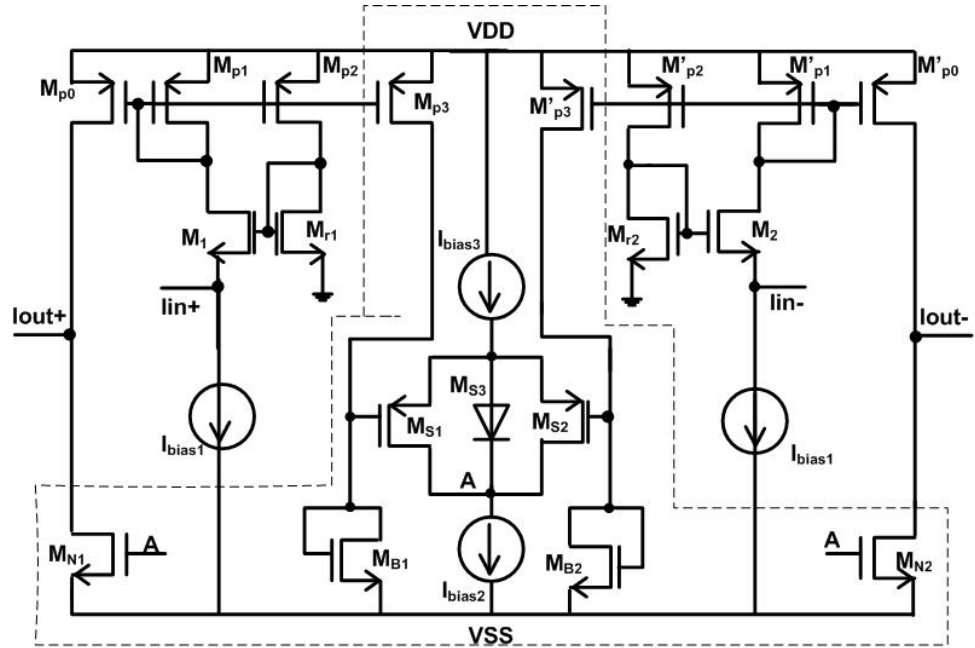 VDD
Mp0
Mp1
Mp2
Mp3
M'p3
M'p2
M'p1
M'p0
M1
Mr1
Ibias3
Mr2
M2
Iin+
Iin-
Iout+
Iout-
MS3
MS1
MS2
Ibias1
Ibias1
A
MN1
A
MB1
Ibias2
MB2
A
MN2
VSS